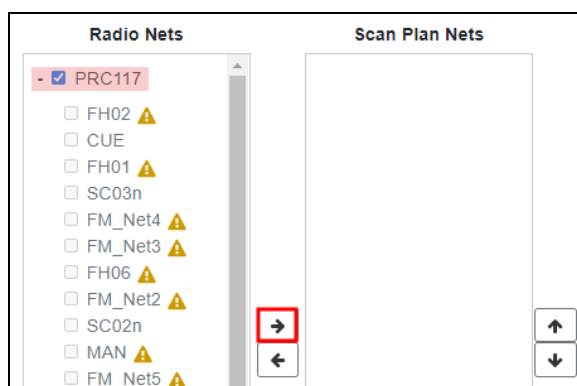 Radio Nets
Scan Plan Nets
- PRC117
FH02
CUE
FH01
SC03n
FM_Net4
FM_Net3
FH06
FM_Net2
SC02n
MAN
FM_Net5